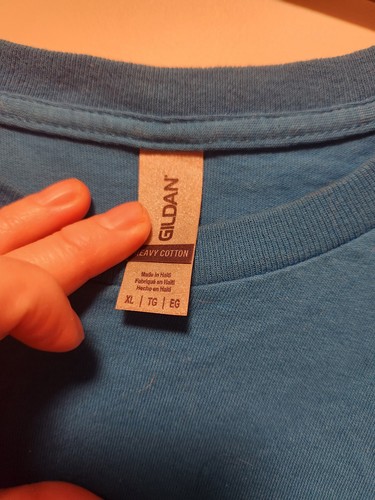 GILDAN
HEAVY COTTON
Made in Haiti
Fabriqué en Haïti
Hecho en Haití
XL | TG | EG